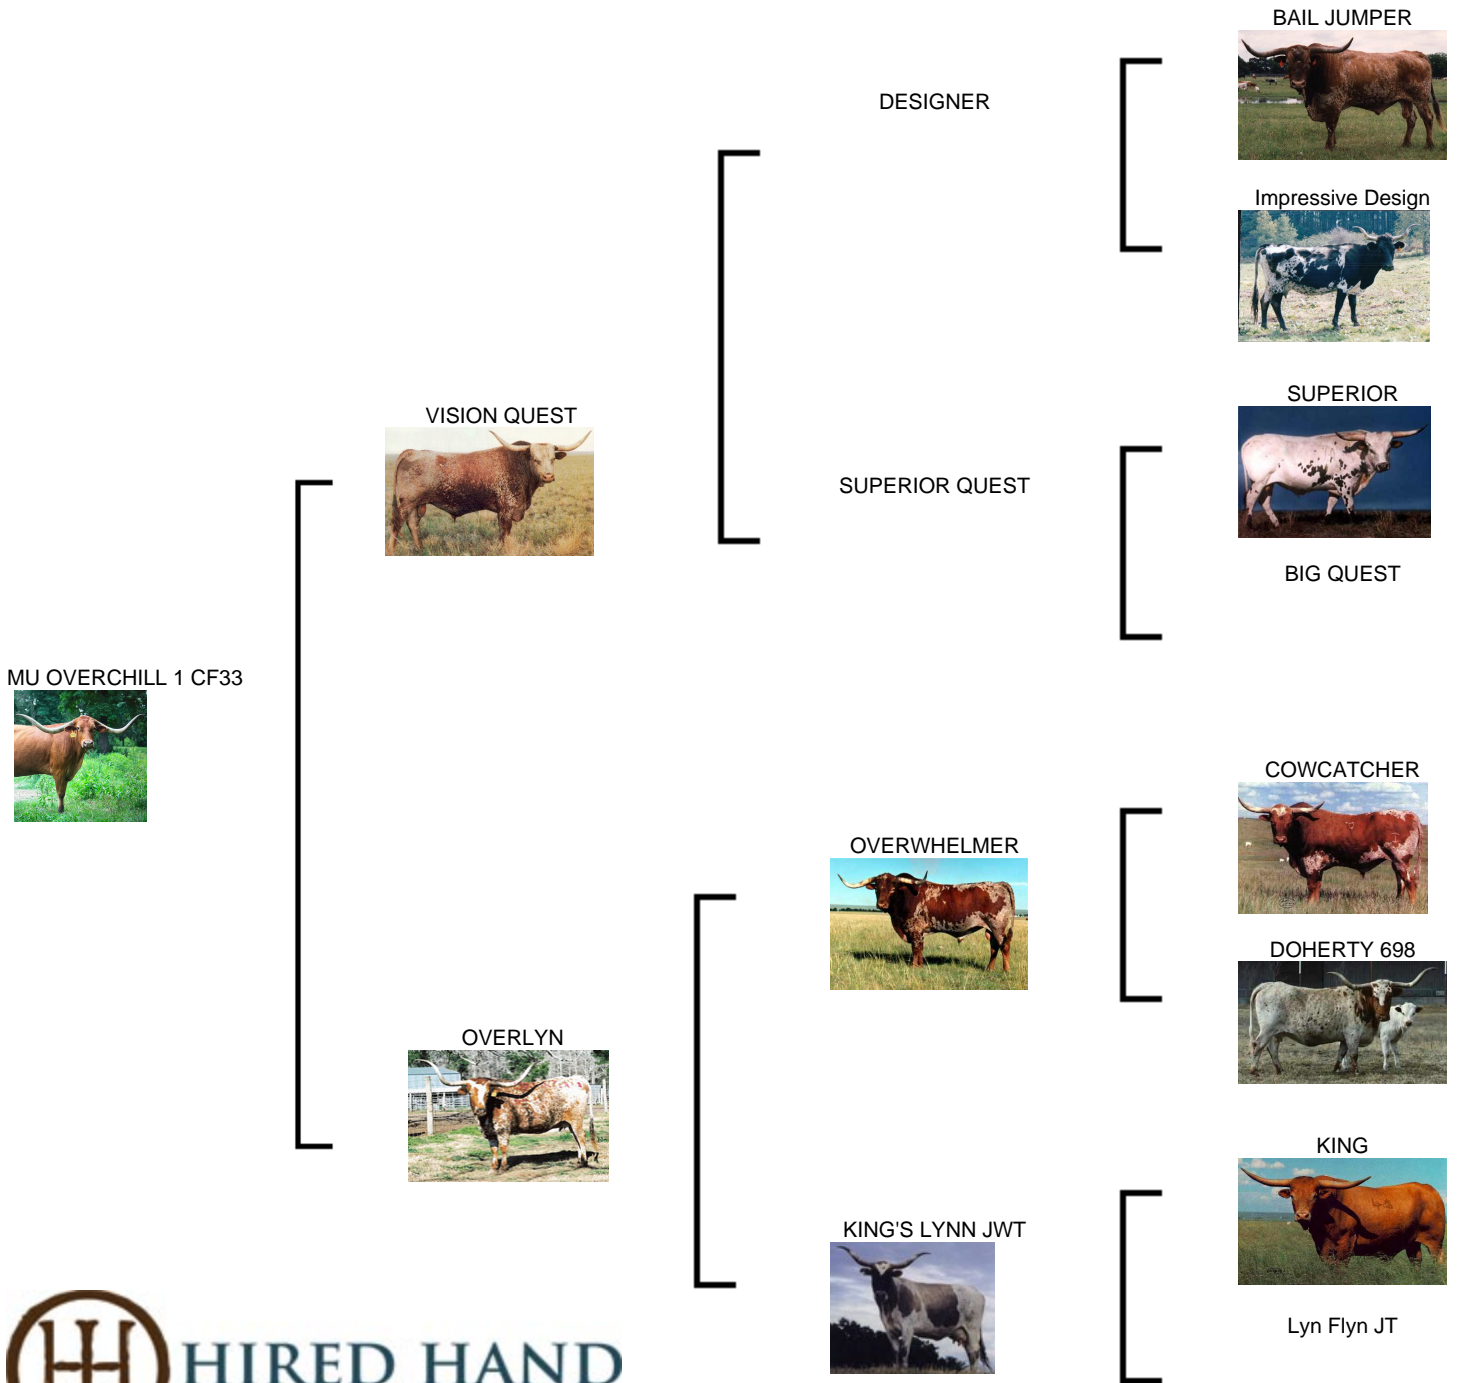 BAIL JUMPER
DESIGNER
Impressive Design
SUPERIOR
VISION QUEST
SUPERIOR QUEST
BIG QUEST
MU OVERCHILL 1 CF33
COWCATCHER
OVERWHELMER
DOHERTY 698
OVERLYN
KING
KING'S LYNN JWT
Lyn Flyn JT
HIRED HAND